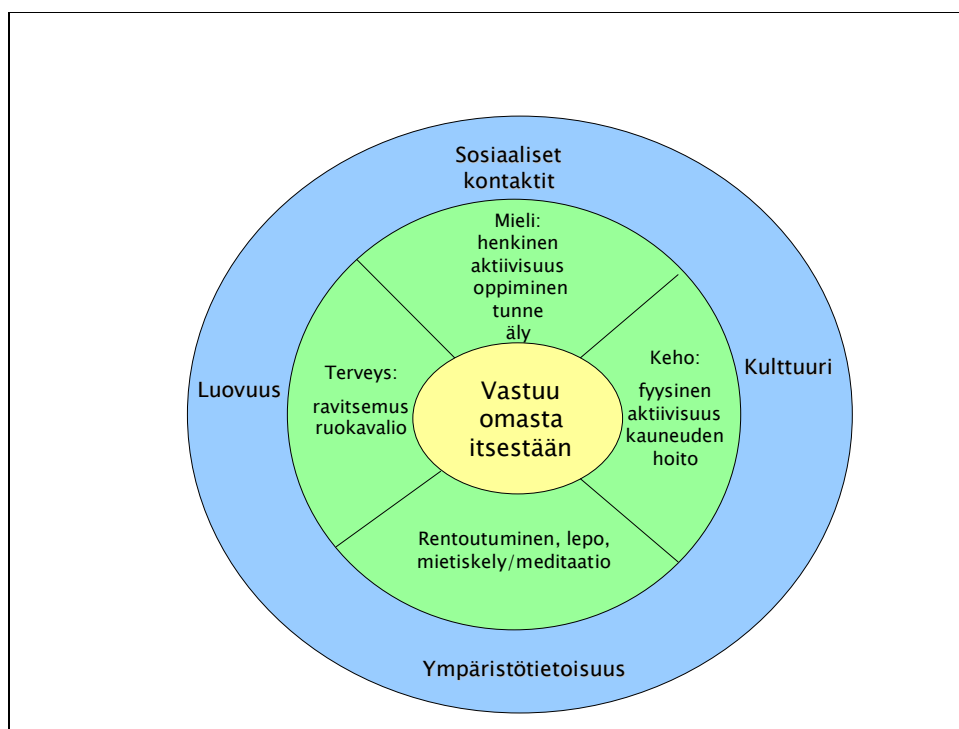 Sosiaaliset
kontaktit
Mieli:
henkinen
aktiivisuus
oppiminen
tunne
äly
Luovuus
Terveys:
ravitsemus
ruokavalio
Vastuu
omasta
itsestään
Keho:
fyysinen
aktiivisuus
kauneuden
hoito
Kulttuuri
Rentoutuminen, lepo,
mietiskely/meditaatio
Ympäristötietoisuus